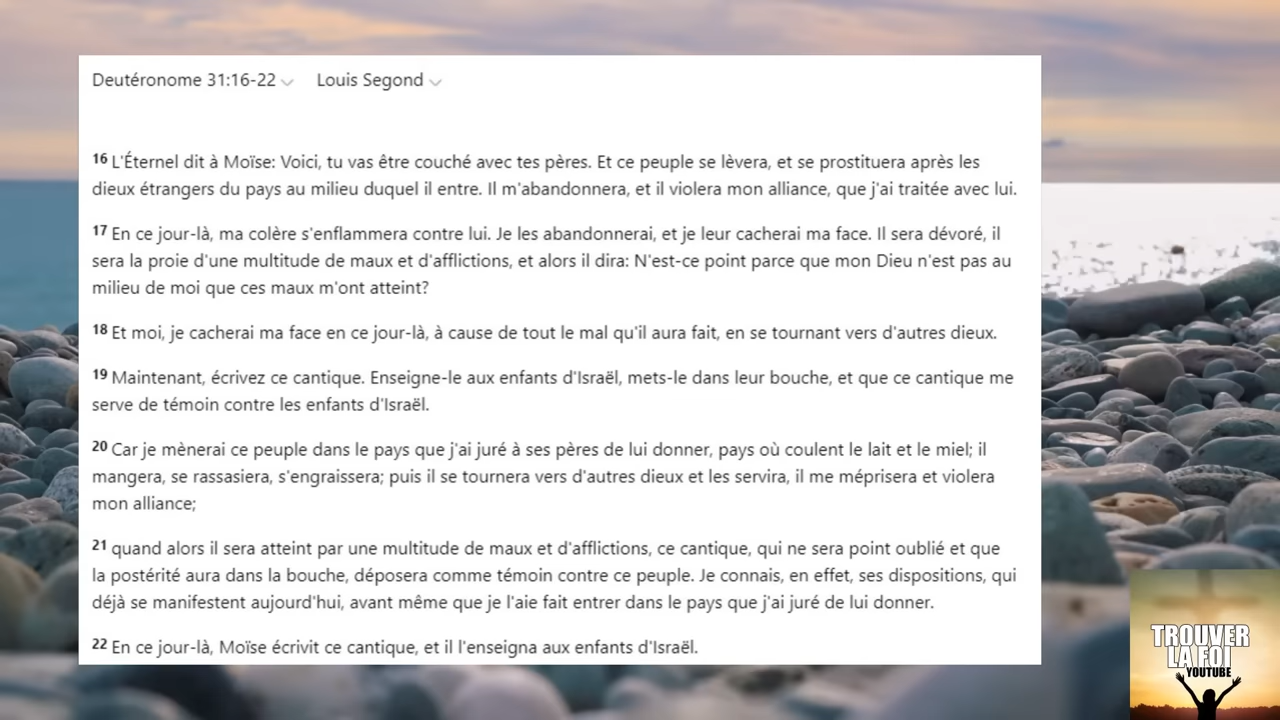 Deutéronome 31:16-22 Louis Segond
16 L'Éternel dit à Moïse: Voici, tu vas être couché avec tes pères. Et ce peuple se lèvera, et se prostituera après les
dieux étrangers du pays au milieu duquel il entre. Il m'abandonnera, et il violera mon alliance, que j'ai traitée avec lui.
17 En ce jour-là, ma colère s'enflammera contre lui. Je les abandonnerai, et je leur cacherai ma face. Il sera dévoré, il
sera la proie d'une multitude de maux et d'afflictions, et alors il dira: N'est-ce point parce que mon Dieu n'est pas au
milieu de moi que ces maux m'ont atteint?
18 Et moi, je cacherai ma face en ce jour-là, à cause de tout le mal qu'il aura fait, en se tournant vers d'autres dieux.
19 Maintenant, écrivez ce cantique. Enseigne-le aux enfants d'Israël, mets-le dans leur bouche, et que ce cantique me
serve de témoin contre les enfants d'Israël.
20 Car je mènerai ce peuple dans le pays que j'ai juré à ses pères de lui donner, pays où coulent le lait et le miel; il
mangera, se rassasiera, s'engraissera; puis il se tournera vers d'autres dieux et les servira, il me méprisera et violera
mon alliance;
21 quand alors il sera atteint par une multitude de maux et d'afflictions, ce cantique, qui ne sera point oublié et que
la postérité aura dans la bouche, déposera comme témoin contre ce peuple. Je connais, en effet, ses dispositions, qui
déjà se manifestent aujourd'hui, avant même que je l'aie fait entrer dans le pays que j'ai juré de lui donner.
22 En ce jour-là, Moïse écrivit ce cantique, et il l'enseigna aux enfants d'Israël.
TROUVER
LA FOI
YOUTUBE